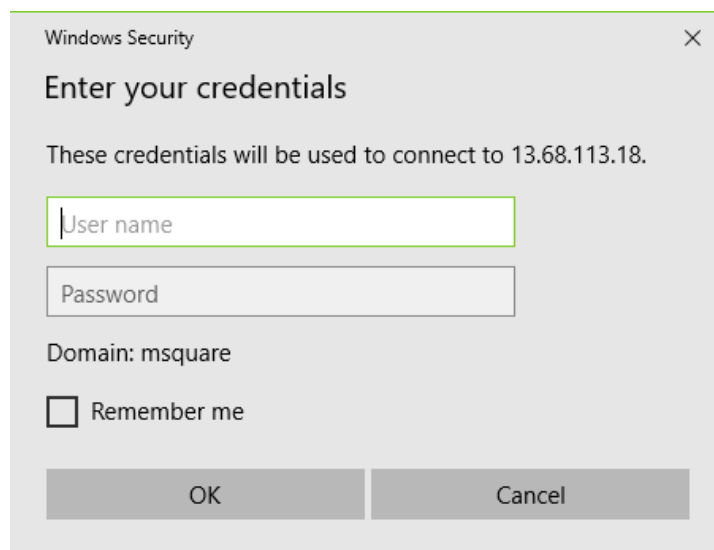 Windows Security
Enter your credentials
These credentials will be used to connect to 13.68.113.18.
User name
Password
Domain: msquare
Remember me
OK
Cancel